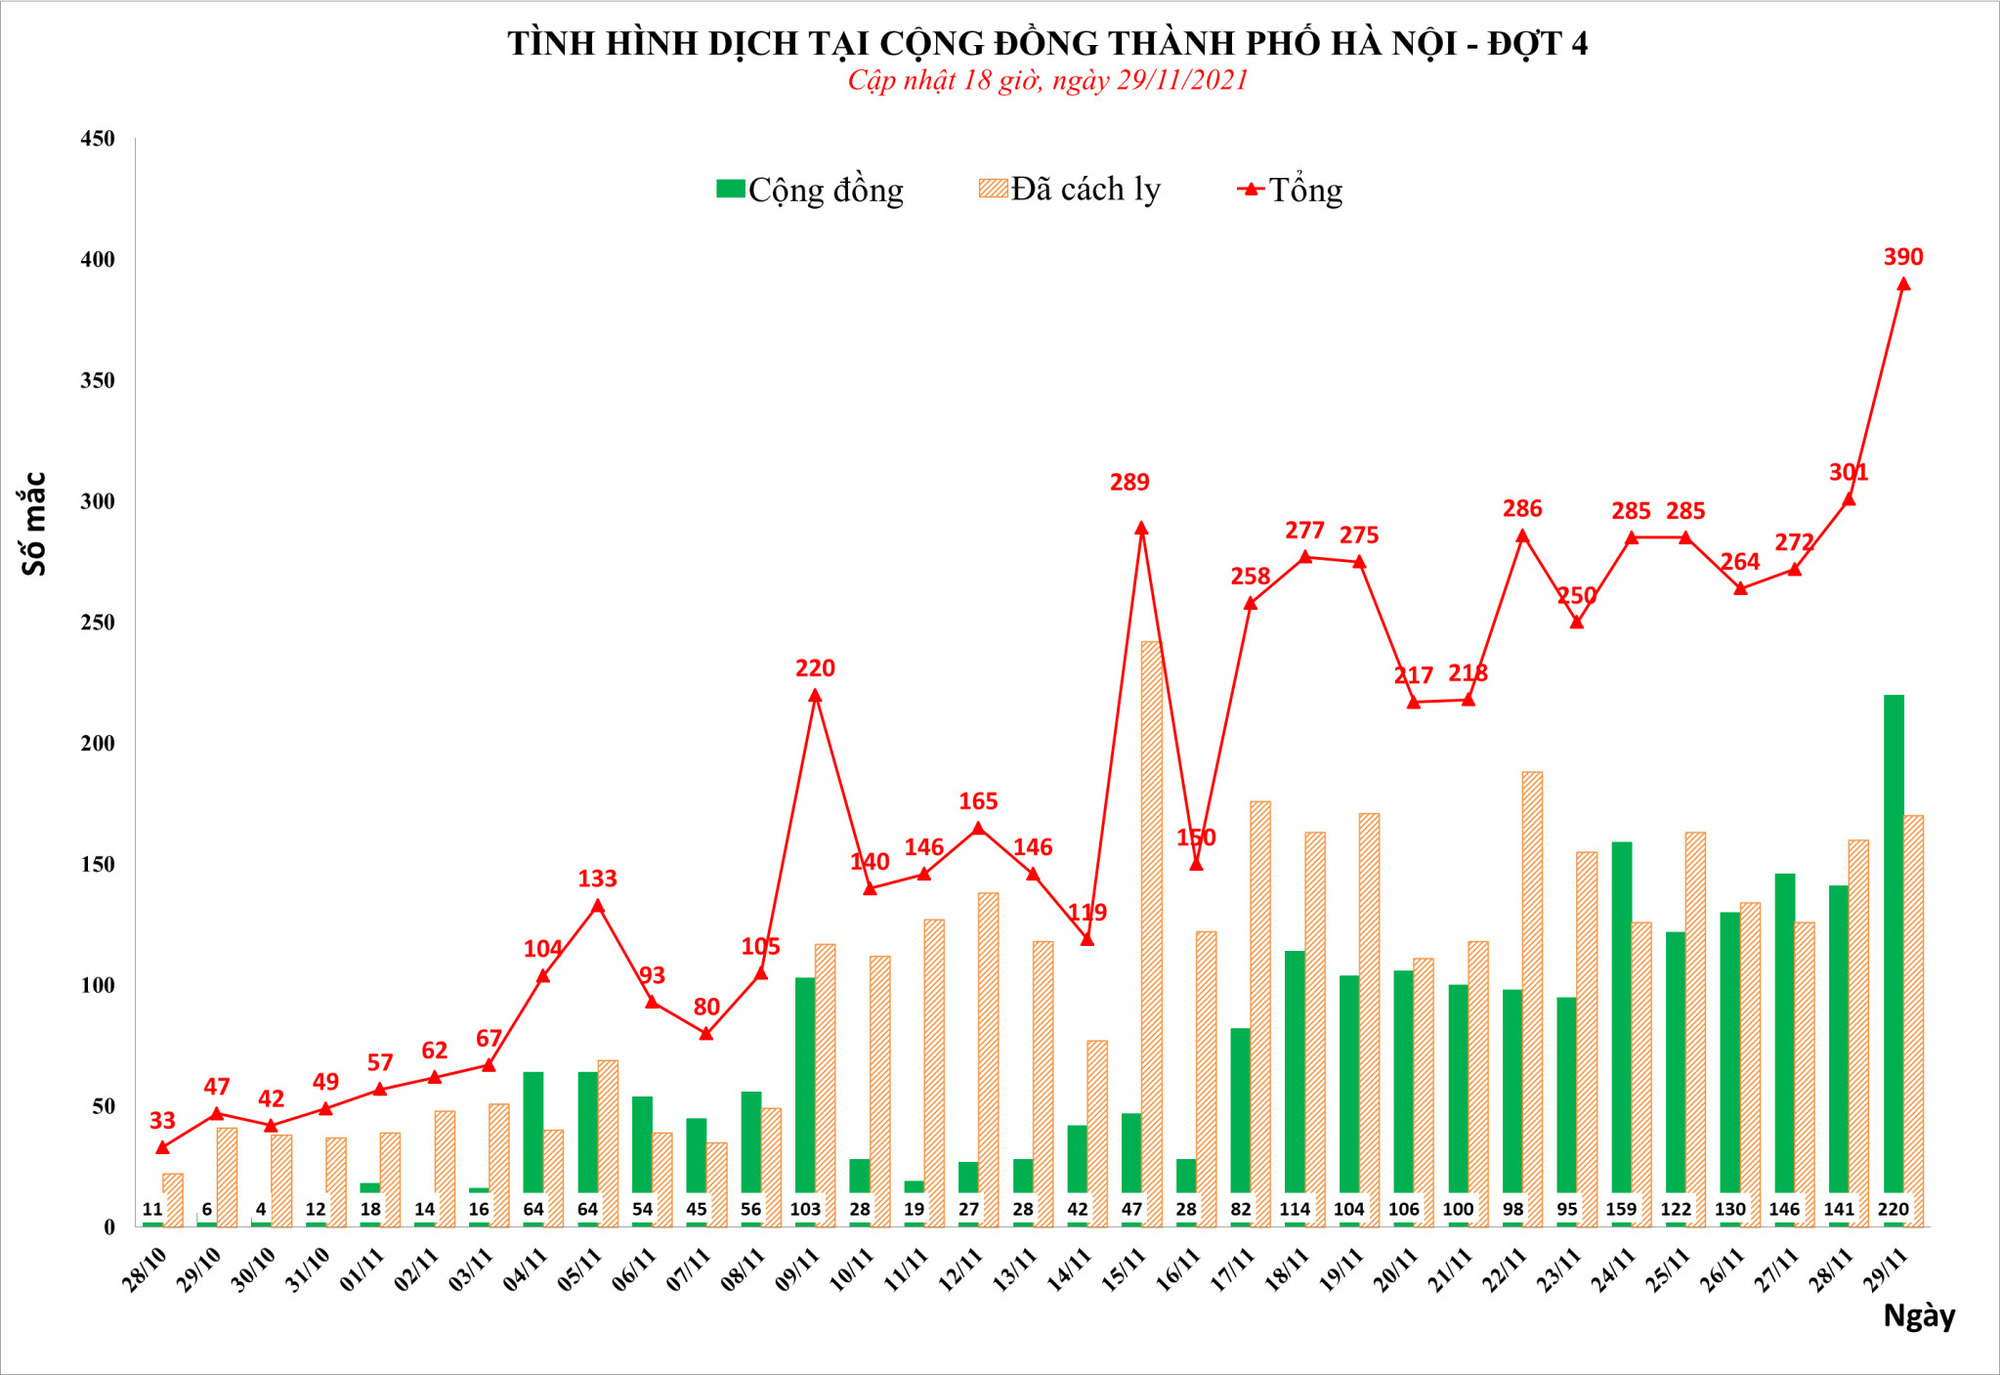 TÌNH HÌNH DỊCH TẠI CỘNG ĐỒNG THÀNH PHỐ HÀ NỘI - ĐỢT 4
Cập nhật 18 giờ, ngày 29/11/2021
Cộng đồng Đã cách ly Tổng
Số mắc
450
400
350
300
250
200
150
100
50
0
33 47 42 49 57 62 67 104 133 93 80 105 220 140 146 165 146 119 289 150 258 277 275 217 218 286 250 285 285 264 272 301 390
11 6 4 12 18 14 16 64 64 54 45 56 103 28 19 27 28 42 47 28 82 114 104 106 100 98 95 159 122 130 146 141 220
28/10 29/10 30/10 31/10 01/11 02/11 03/11 04/11 05/11 06/11 07/11 08/11 09/11 10/11 11/11 12/11 13/11 14/11 15/11 16/11 17/11 18/11 19/11 20/11 21/11 22/11 23/11 24/11 25/11 26/11 27/11 28/11 29/11
Ngày